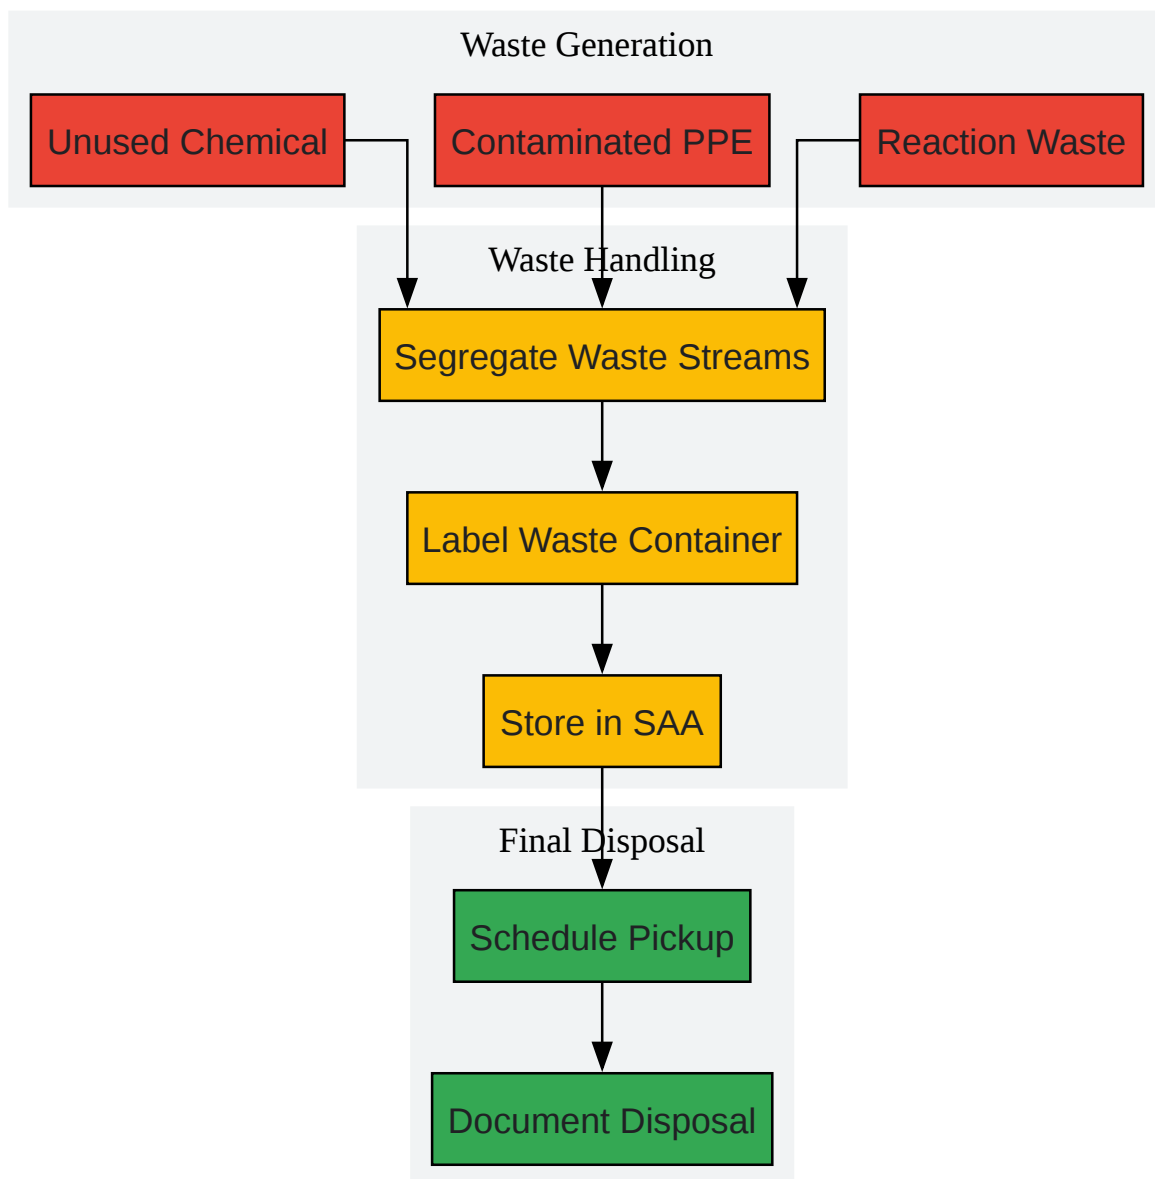 Waste Generation
Unused Chemical
Contaminated PPE
Reaction Waste
Waste Handling
Segregate Waste Streams
Label Waste Container
Store in SAA
Final Disposal
Schedule Pickup
Document Disposal